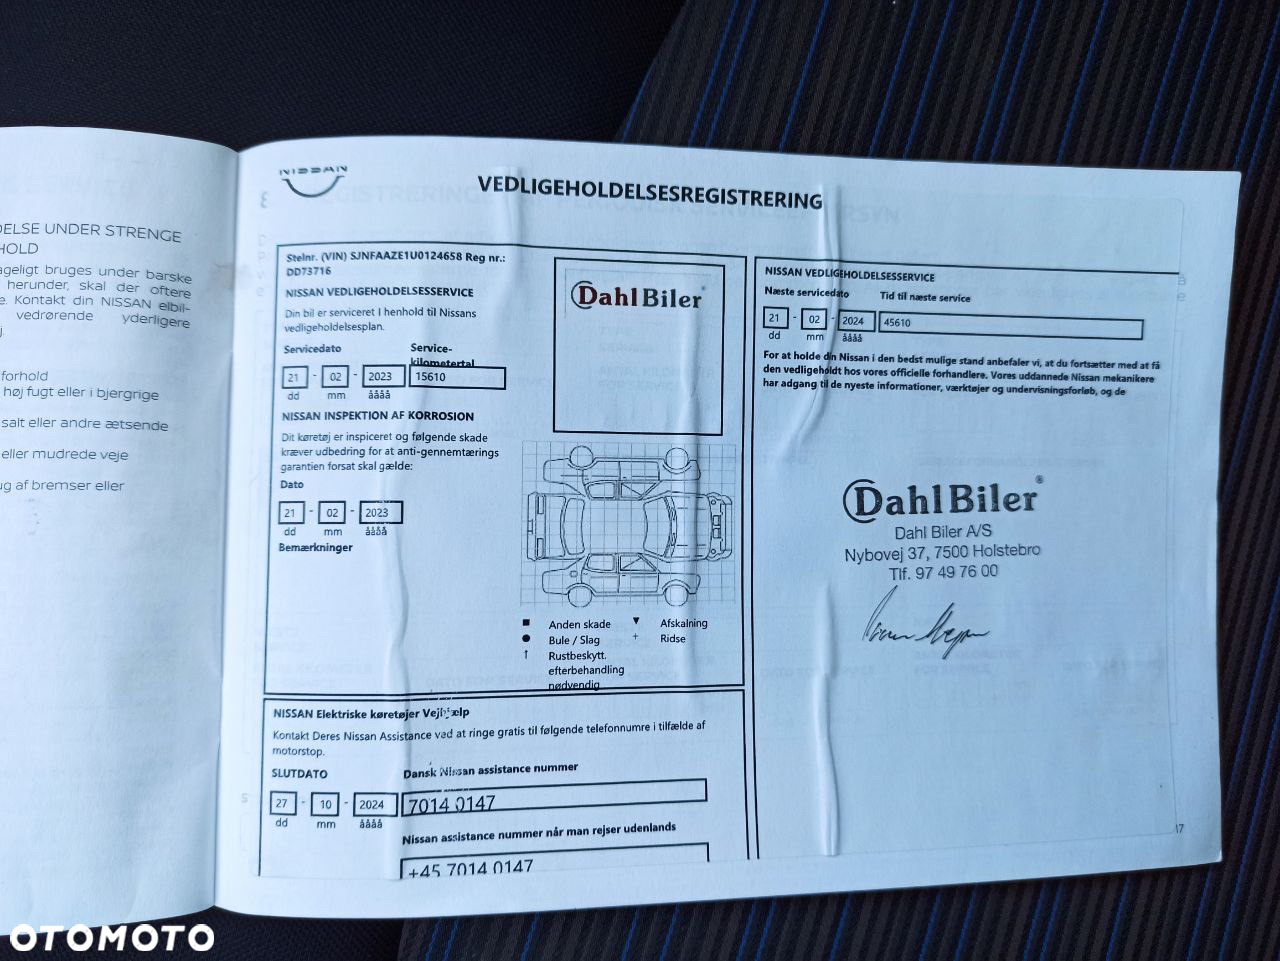 DELSE UNDER STRENGE
HOLD
ageligt bruges under barske
herunder, skal der oftere
e. Kontakt din NISSAN elbil-
vedrørende yderligere
forhold
høj fugt eller i bjergrige
salt eller andre ætsende
eller mudrede veje
ug af bremser eller
NISSAN
VEDLIGEHOLDELSESREGISTRERING
Stelnr. (VIN) SJNFAAZE1U0124658 Reg nr.:
DD73716
NISSAN VEDLIGEHOLDELSESSERVICE
Din bil er serviceret I henhold til Nissans
vedligeholdelsesplan.
Servicedato
Service-
kilometertal
21 - 02 - 2023
15610
dd mm åååå
NISSAN INSPEKTION AF KORROSION
Dit køretøj er inspiceret og følgende skade
kræver udbedring for at anti-gennemtærings
garantien forsat skal gælde:
Dato
21 - 02 - 2023
dd mm åååå
Bemærkninger
Dahl Biler
■ Anden skade ▼ Afskalning
● Bule / Slag + Ridse
↑ Rustbeskytt.
efterbehandling
nødvendig
NISSAN Elektriske køretøjer Vejhjælp
Kontakt Deres Nissan Assistance ved at ringe gratis til følgende telefonnumre i tilfælde af
motorstop.
SLUTDATO
Dansk Nissan assistance nummer
27 - 10 - 2024
7014 0147
dd mm åååå
Nissan assistance nummer når man rejser udenlands
+45 7014 0147
NISSAN VEDLIGEHOLDELSESSERVICE
Næste servicedato Tid til næste service
21 - 02 - 2024 45610
dd mm åååå
For at holde din Nissan i den bedst mulige stand anbefaler vi, at du fortsætter med at få
den vedligeholdt hos vores officielle forhandlere. Vores uddannede Nissan mekanikere
har adgang til de nyeste informationer, værktøjer og undervisningsforløb, og de
Dahl Biler®
Dahl Biler A/S
Nybovej 37, 7500 Holstebro
Tlf. 97 49 76 00
17
OTOMOTO